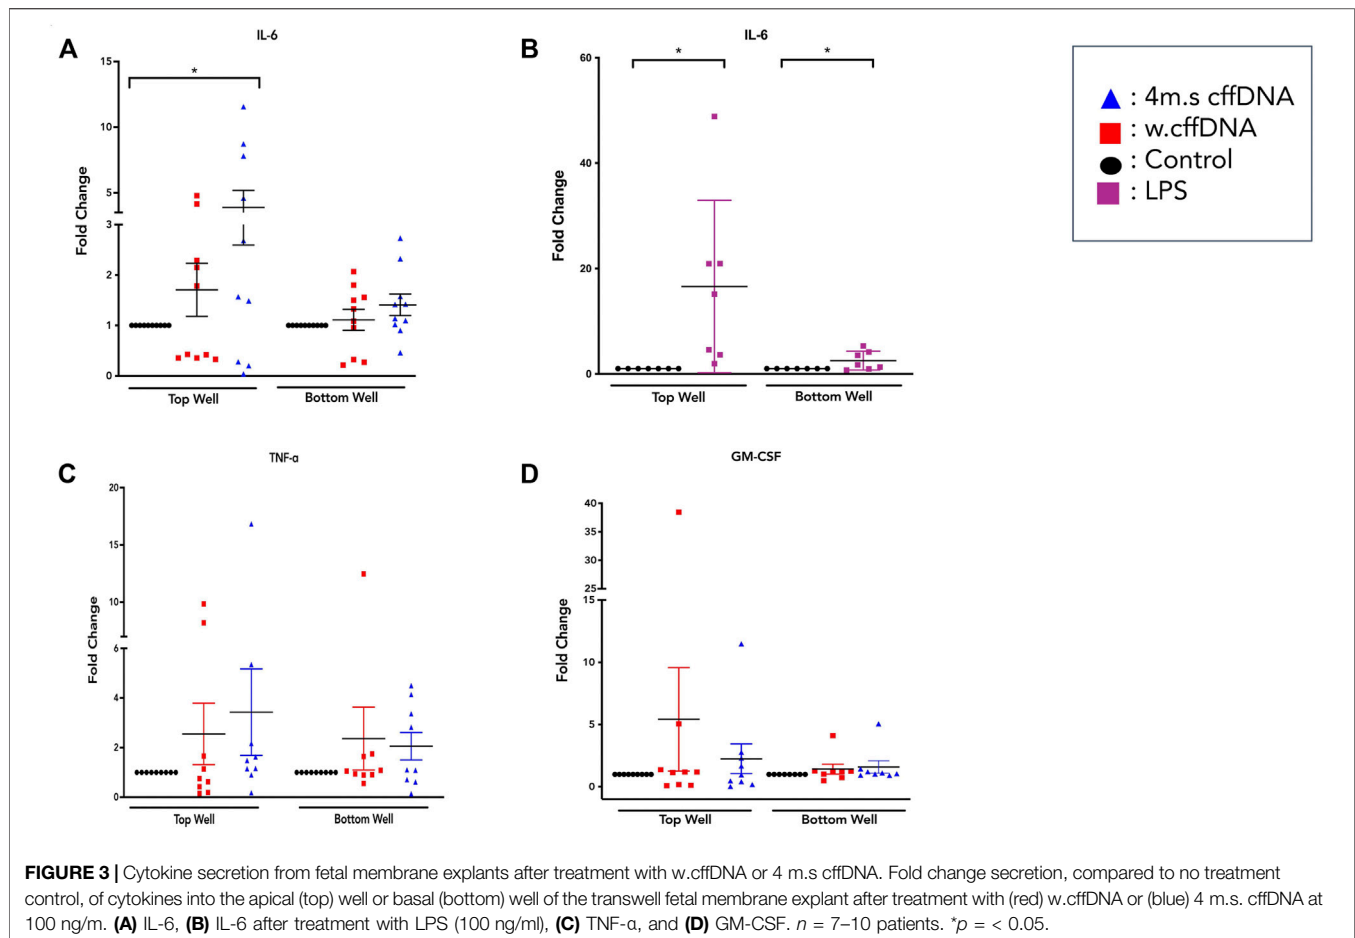 A
IL-6
*
15
10
5
3
2
1
0
Fold Change
Top Well
Bottom Well
B
IL-6
*
*
60
40
20
0
Fold Change
Top Well
Bottom Well
: 4m.s cffDNA
: w.cffDNA
: Control
: LPS
C
TNF-α
20
15
10
6
4
2
0
Fold Change
Top Well
Bottom Well
D
GM-CSF
40
35
30
25
15
10
5
0
Fold Change
Top Well
Bottom Well
FIGURE 3 | Cytokine secretion from fetal membrane explants after treatment with w.cffDNA or 4 m.s cffDNA. Fold change secretion, compared to no treatment
control, of cytokines into the apical (top) well or basal (bottom) well of the transwell fetal membrane explant after treatment with (red) w.cffDNA or (blue) 4 m.s. cffDNA at
100 ng/m. (A) IL-6, (B) IL-6 after treatment with LPS (100 ng/ml), (C) TNF-α, and (D) GM-CSF. n = 7–10 patients. *p = < 0.05.